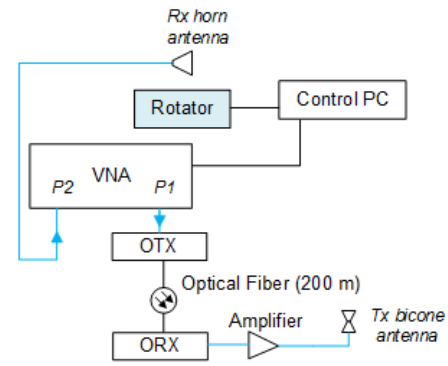 Rx horn
antenna
Rotator
Control PC
VNA
P2
P1
OTX
Optical Fiber (200 m)
Amplifier
Tx bicone
antenna
ORX